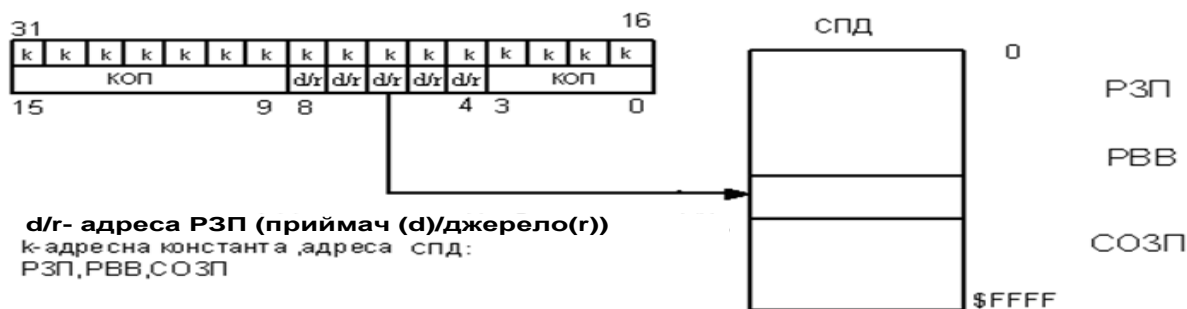 31 16
k k k k k k k k k k k k k k k k
КОП d/r d/r d/r d/r d/r КОП
15 9 8 4 3 0
СПД
0
РЗП
РВВ
СОЗП
$FFFF
d/r- адреса РЗП (приймач (d)/джерело(r))
k-адресна константа ,адреса СПД:
РЗП,РВВ,СОЗП